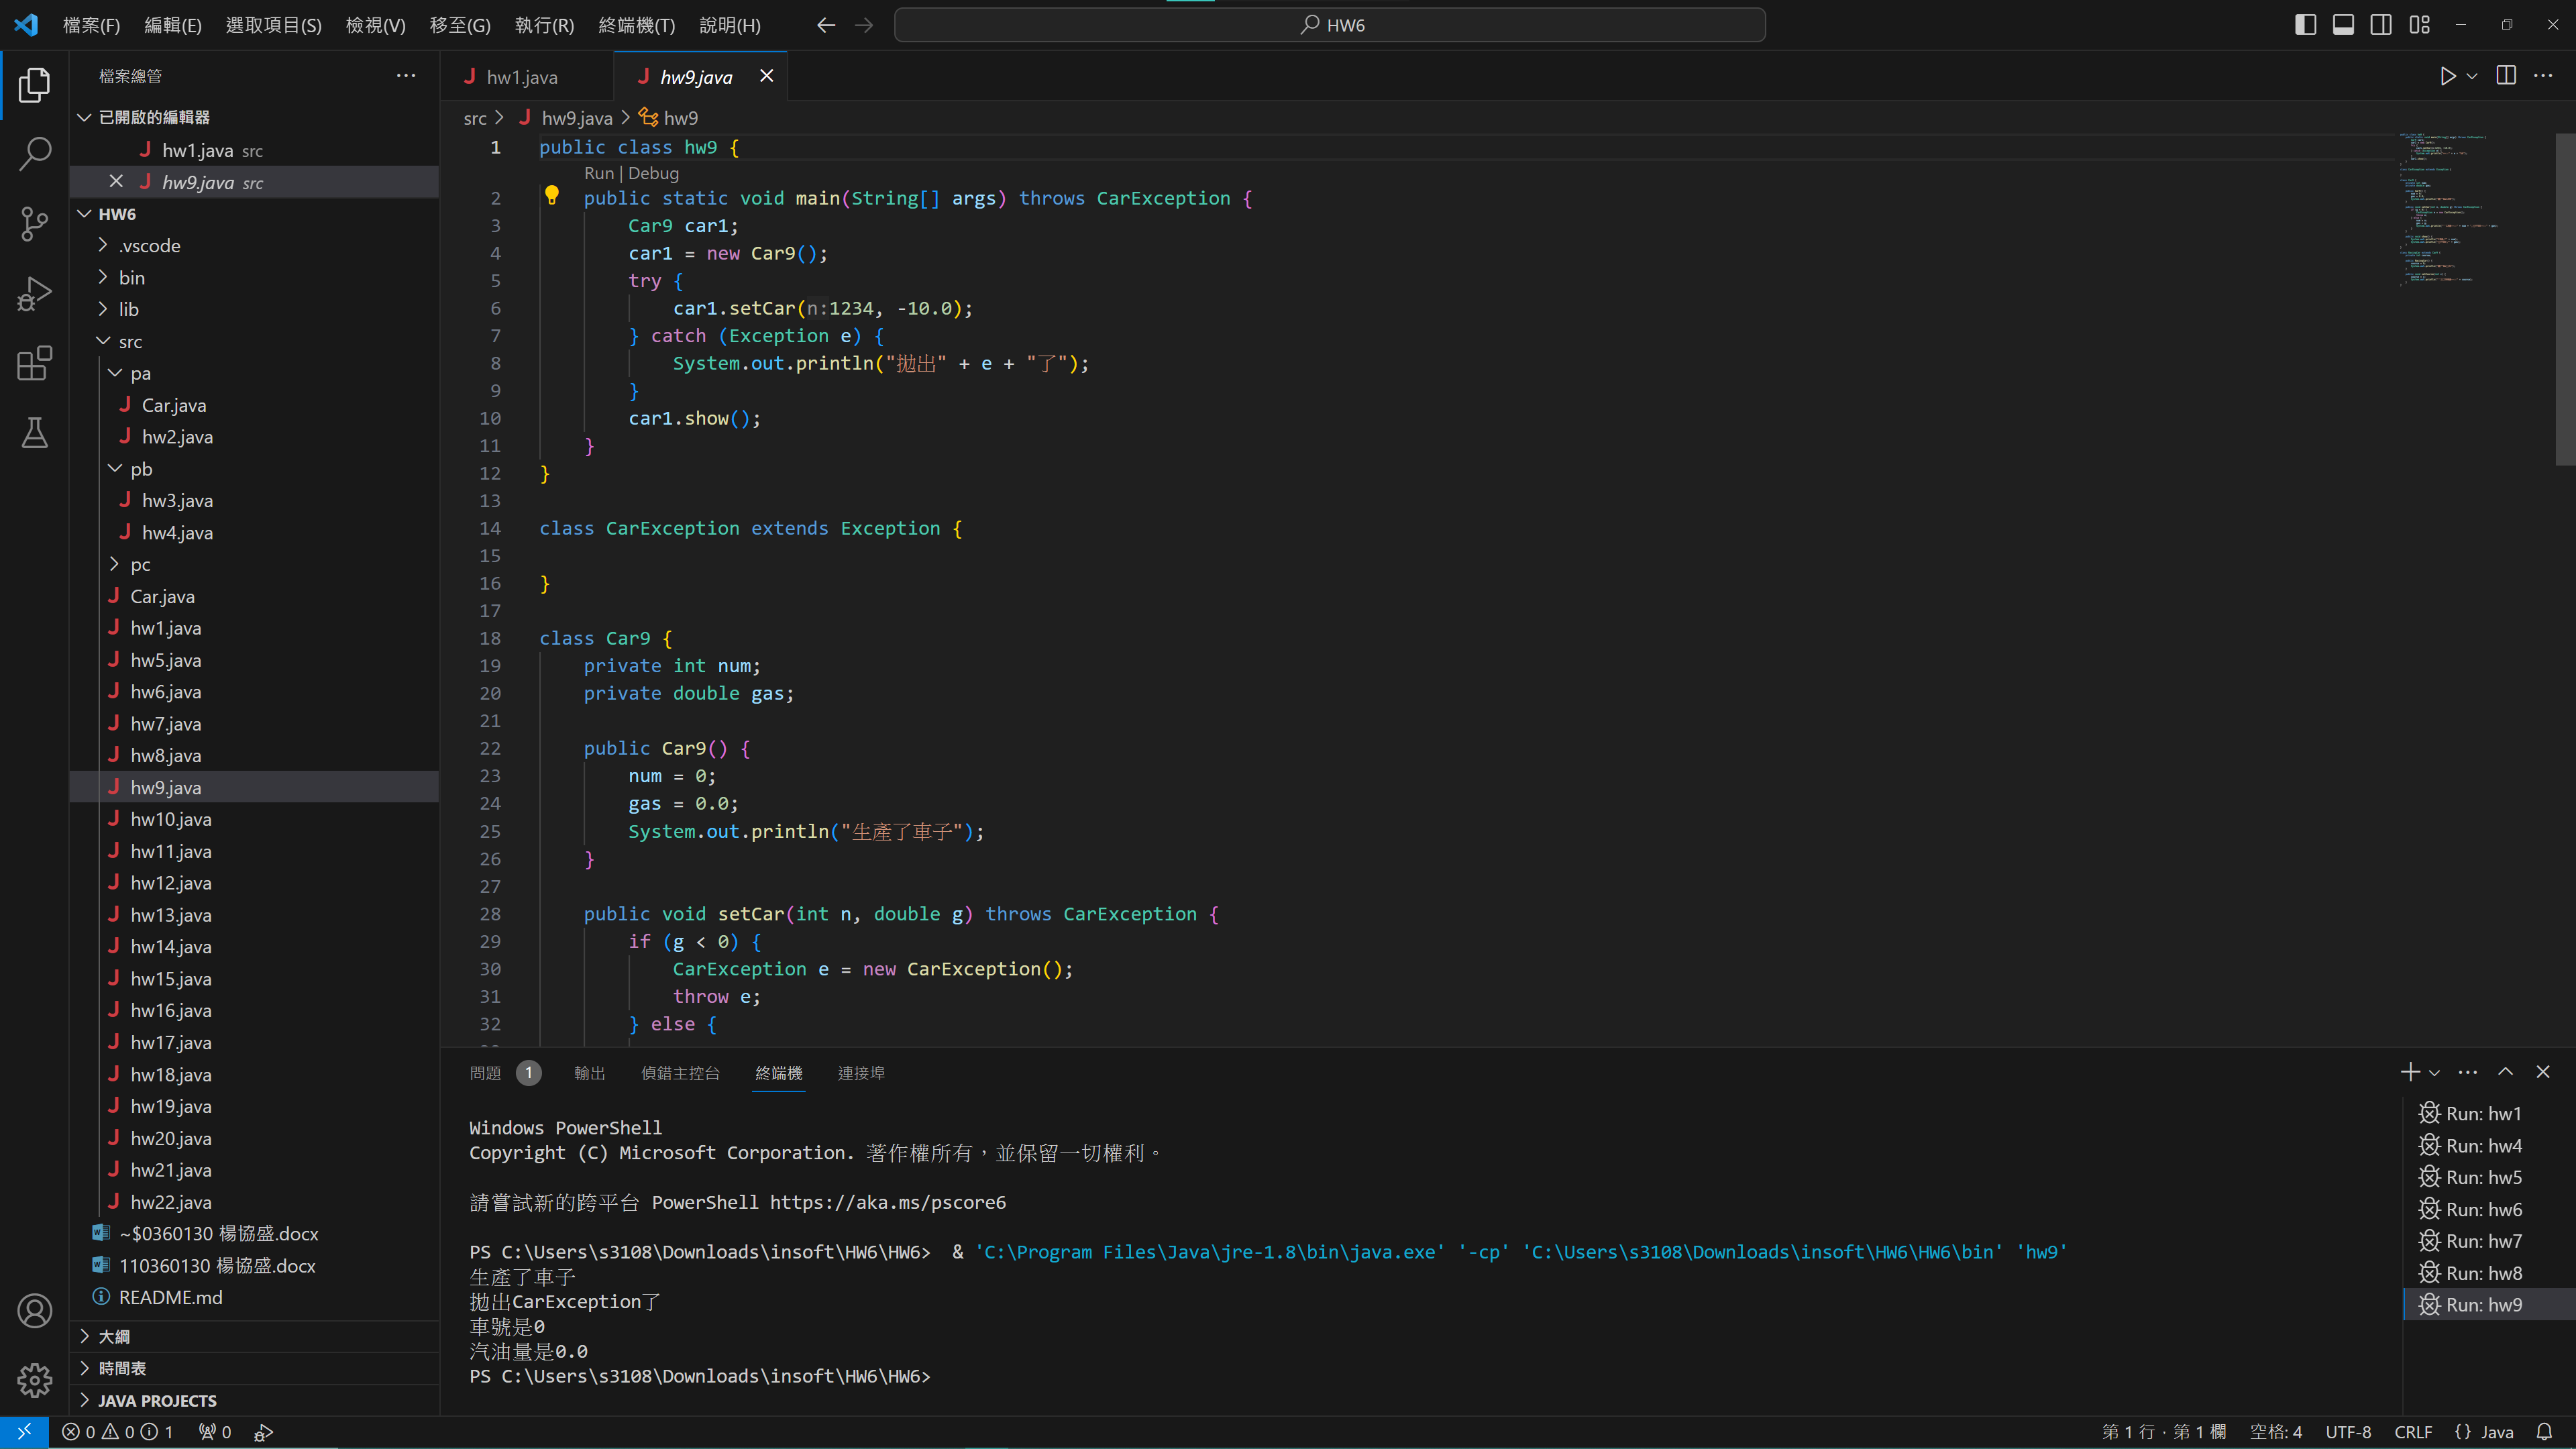 檔案(F) 編輯(E) 選取項目(S) 檢視(V) 移至(G) 執行(R) 終端機(T) 說明(H) HW6
檔案總管
已開啟的編輯器
hw1.java src
hw9.java src
HW6
.vscode
bin
lib
src
pa
Car.java
hw2.java
pb
hw3.java
hw4.java
pc
Car.java
hw1.java
hw5.java
hw6.java
hw7.java
hw8.java
hw9.java
hw10.java
hw11.java
hw12.java
hw13.java
hw14.java
hw15.java
hw16.java
hw17.java
hw18.java
hw19.java
hw20.java
hw21.java
hw22.java
~$0360130 楊協盛.docx
110360130 楊協盛.docx
README.md
大綱
時間表
JAVA PROJECTS
hw1.java hw9.java
src > hw9.java > hw9
1 public class hw9 {
Run | Debug
2 public static void main(String[] args) throws CarException {
3 Car9 car1;
4 car1 = new Car9();
5 try {
6 car1.setCar(n:1234, -10.0);
7 } catch (Exception e) {
8 System.out.println("拋出" + e + "了");
9 }
10 car1.show();
11 }
12 }
13
14 class CarException extends Exception {
15
16 }
17
18 class Car9 {
19 private int num;
20 private double gas;
21
22 public Car9() {
23 num = 0;
24 gas = 0.0;
25 System.out.println("生產了車子");
26 }
27
28 public void setCar(int n, double g) throws CarException {
29 if (g < 0) {
30 CarException e = new CarException();
31 throw e;
32 } else {
問題 1 輸出 偵錯主控台 終端機 連接埠
Windows PowerShell
Copyright (C) Microsoft Corporation. 著作權所有，並保留一切權利。
請嘗試新的跨平台 PowerShell https://aka.ms/pscore6
PS C:\Users\s3108\Downloads\insoft\HW6\HW6> & 'C:\Program Files\Java\jre-1.8\bin\java.exe' '-cp' 'C:\Users\s3108\Downloads\insoft\HW6\HW6\bin' 'hw9'
生產了車子
拋出CarException了
車號是0
汽油量是0.0
PS C:\Users\s3108\Downloads\insoft\HW6\HW6>
Run: hw1
Run: hw4
Run: hw5
Run: hw6
Run: hw7
Run: hw8
Run: hw9
0 0 1 0 第 1 行，第 1 欄 空格: 4 UTF-8 CRLF {} Java